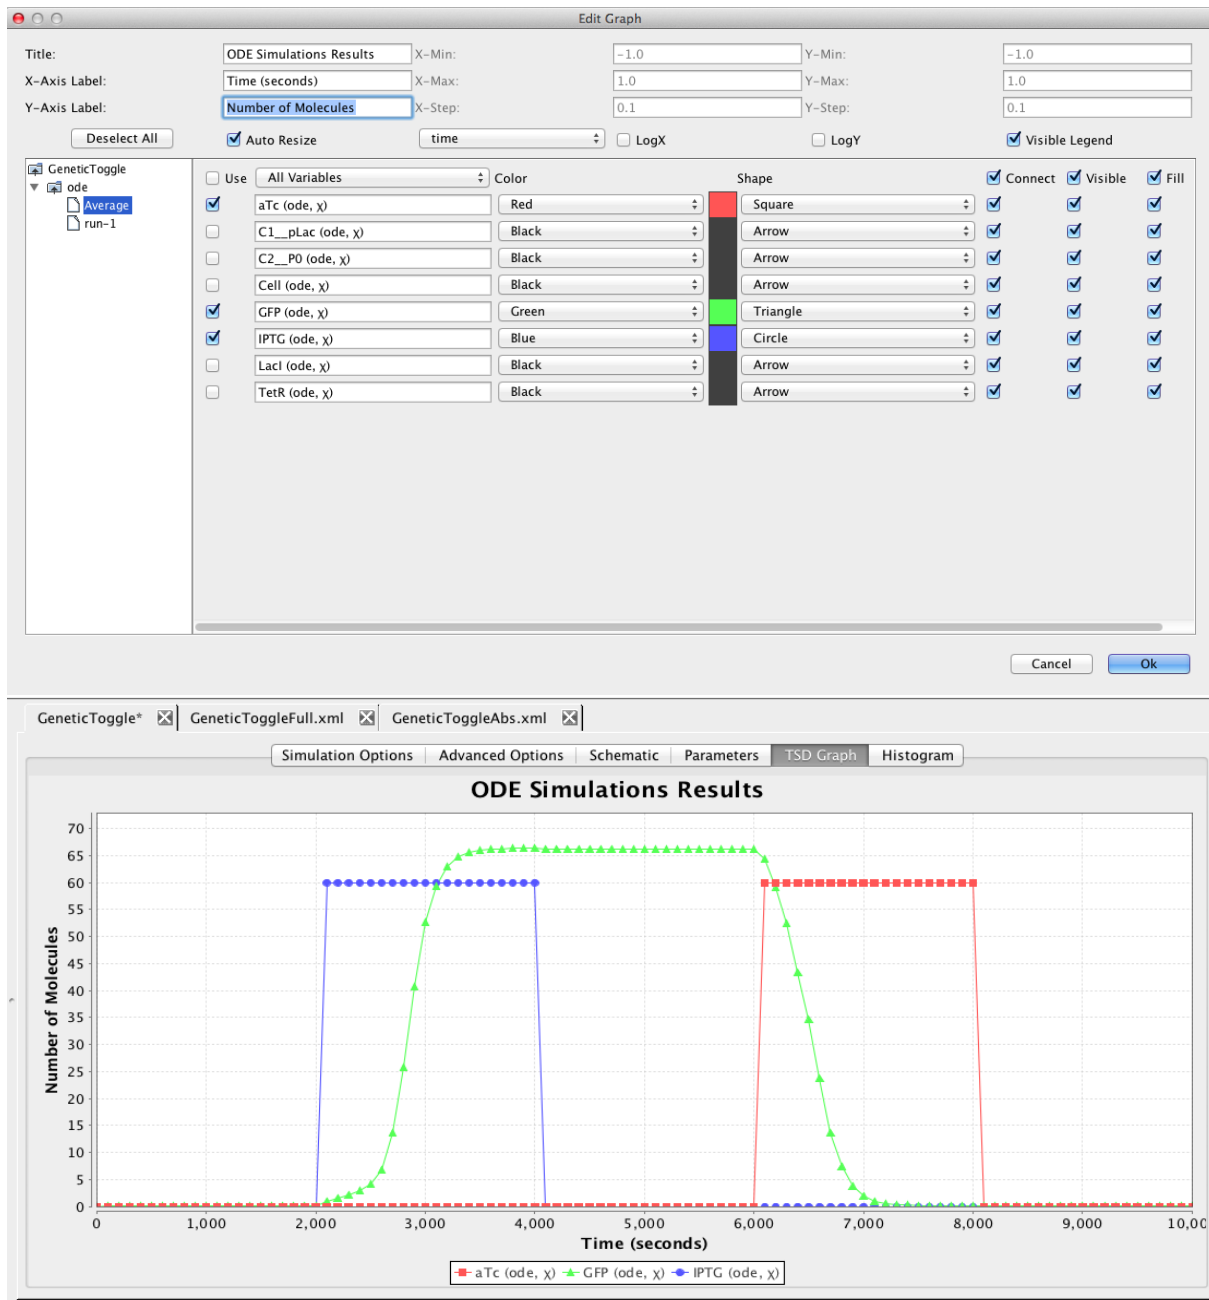 Edit Graph
Title: ODE Simulations Results X-Min: -1.0 Y-Min: -1.0
X-Axis Label: Time (seconds) X-Max: 1.0 Y-Max: 1.0
Y-Axis Label: Number of Molecules X-Step: 0.1 Y-Step: 0.1
Deselect All Auto Resize time LogX LogY Visible Legend
GeneticToggle
ode
Average
run-1
Use All Variables Color Shape Connect Visible Fill
aTc (ode, χ) Red Square
C1__pLac (ode, χ) Black Arrow
C2__P0 (ode, χ) Black Arrow
Cell (ode, χ) Black Arrow
GFP (ode, χ) Green Triangle
IPTG (ode, χ) Blue Circle
LacI (ode, χ) Black Arrow
TetR (ode, χ) Black Arrow
Cancel Ok
GeneticToggle* GeneticToggleFull.xml GeneticToggleAbs.xml
Simulation Options Advanced Options Schematic Parameters TSD Graph Histogram
ODE Simulations Results
Number of Molecules
70
65
60
55
50
45
40
35
30
25
20
15
10
5
0
0 1,000 2,000 3,000 4,000 5,000 6,000 7,000 8,000 9,000 10,00
Time (seconds)
aTc (ode, χ) GFP (ode, χ) IPTG (ode, χ)